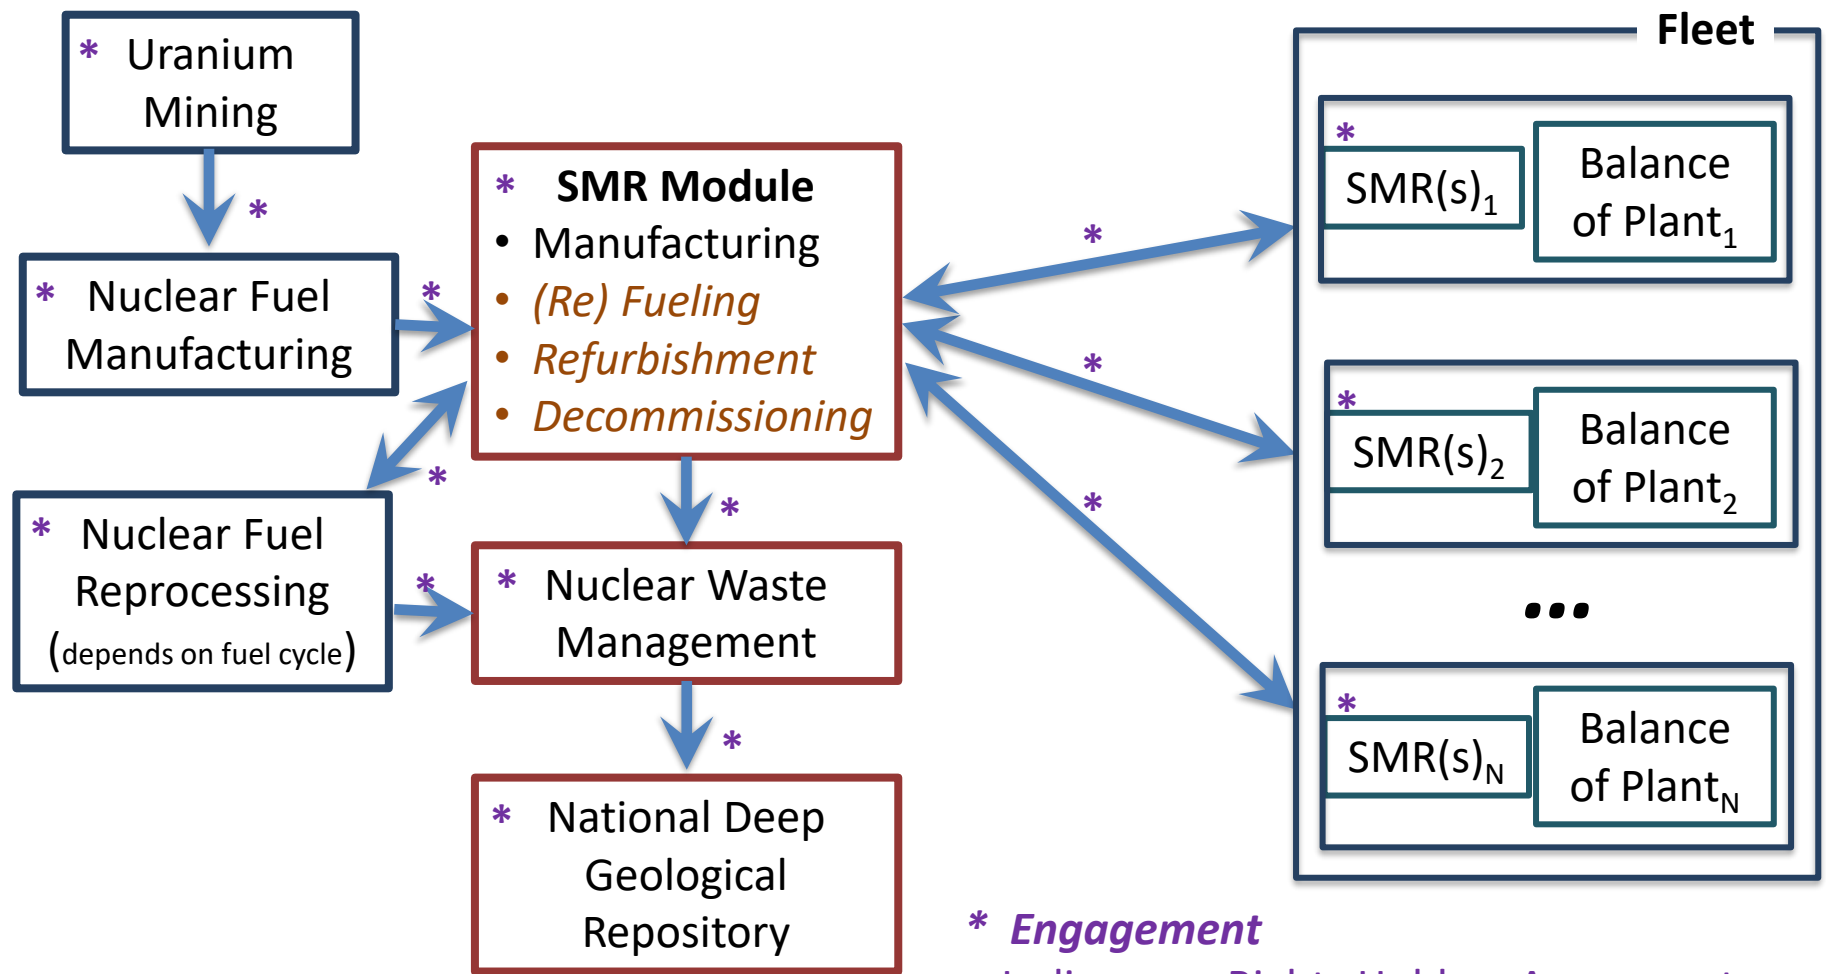 * Uranium
Mining
*
* Nuclear Fuel
Manufacturing
*
*
* Nuclear Fuel
Reprocessing
(depends on fuel cycle)
*
* SMR Module
• Manufacturing
• (Re) Fueling
• Refurbishment
• Decommissioning
*
* Nuclear Waste
Management
*
* National Deep
Geological
Repository
*
*
*
Fleet
*
SMR(s)1
Balance
of Plant1
*
SMR(s)2
Balance
of Plant2
...
*
SMR(s)N
Balance
of PlantN
* Engagement